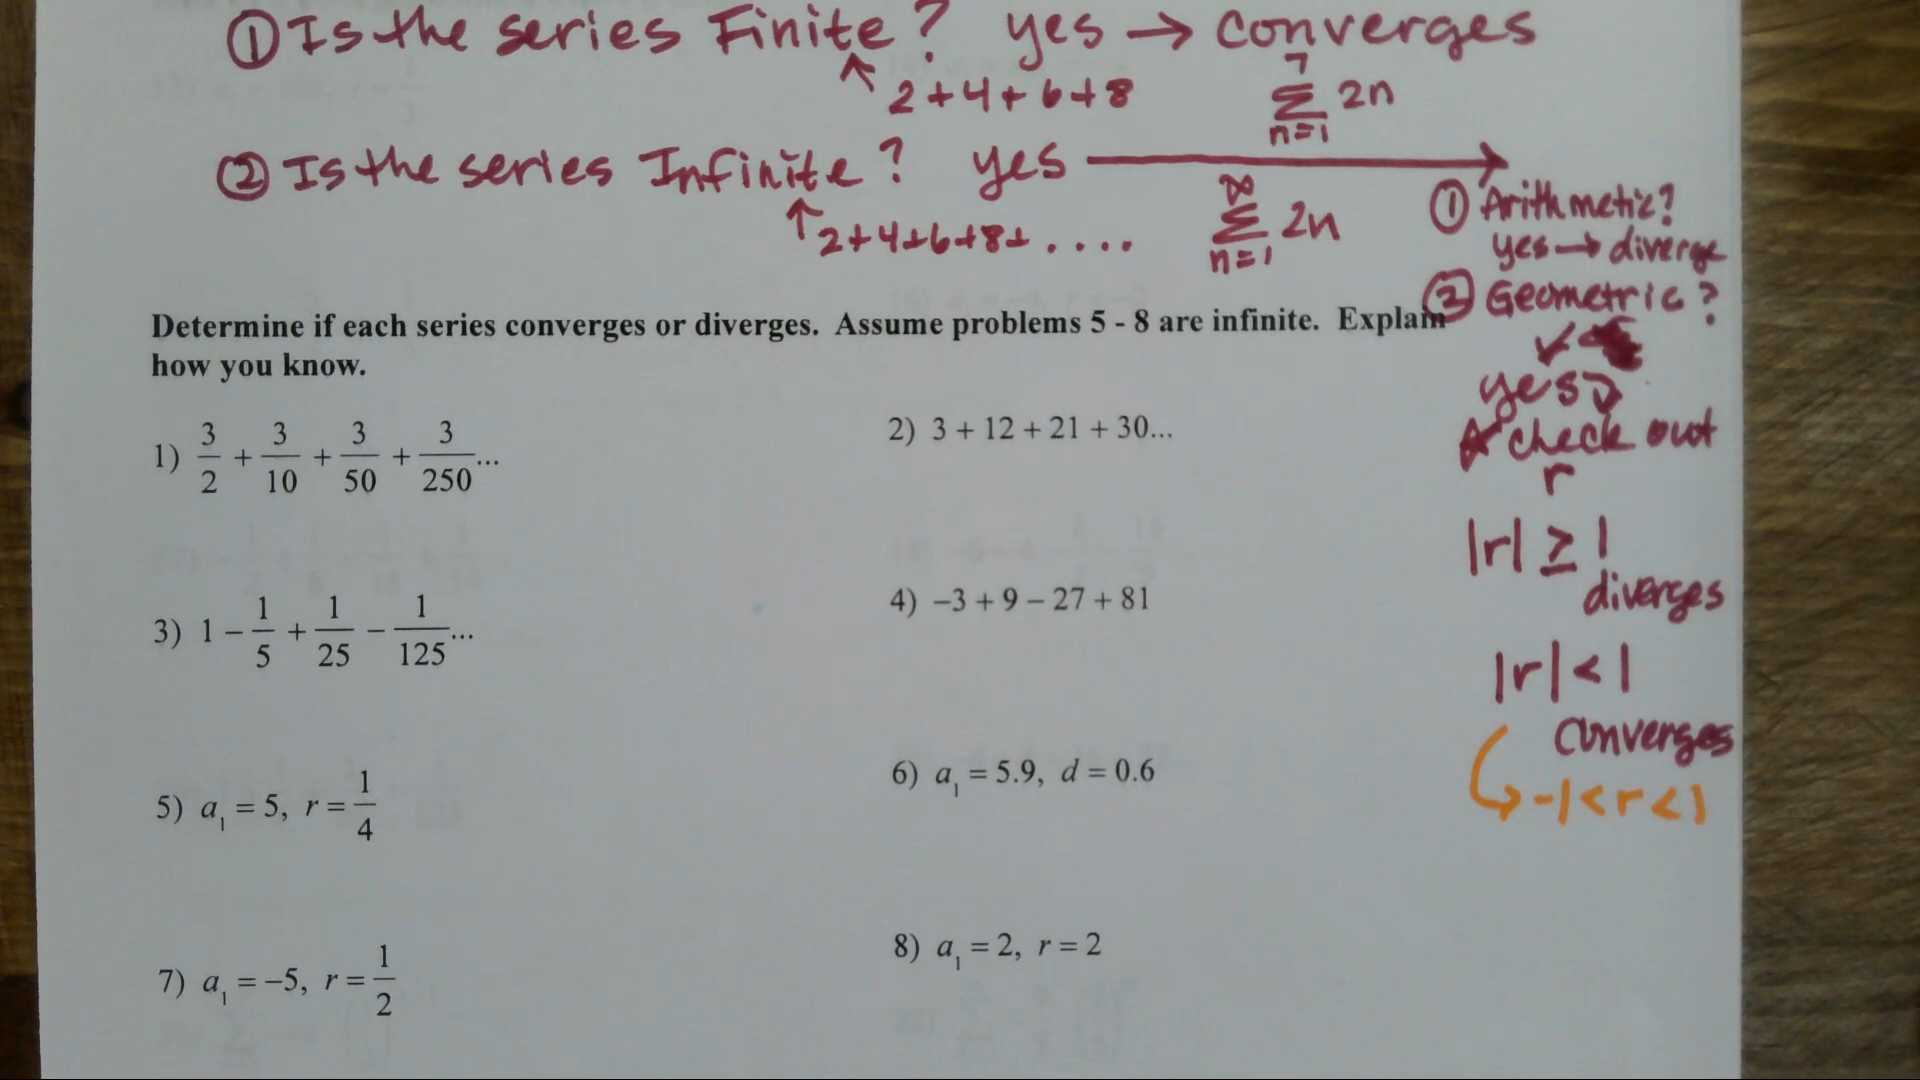 ① Is the series Finite? yes → converges
↑ 2+4+6+8 7 Σ n=1 2n
② Is the series Infinite? yes →
↑ 2+4+6+8+.... ∞ Σ n=1 2n
① Arithmetic?
yes → diverge
② Geometric?
yes
check out
r
|r| ≥ 1
diverges
|r| < 1
converges
-1 < r < 1
Determine if each series converges or diverges. Assume problems 5 - 8 are infinite. Explain
how you know.
1) 3/2 + 3/10 + 3/50 + 3/250...
2) 3 + 12 + 21 + 30...
3) 1 − 1/5 + 1/25 − 1/125...
4) −3 + 9 − 27 + 81
5) a₁ = 5, r = 1/4
6) a₁ = 5.9, d = 0.6
7) a₁ = −5, r = 1/2
8) a₁ = 2, r = 2